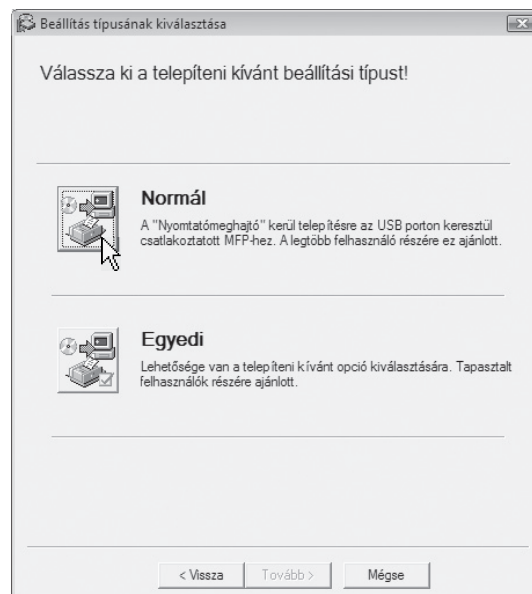 Beállítás típusának kiválasztása
Válassza ki a telepíteni kívánt beállítási típust!
Normál
A "Nyomtatómeghajtó" kerül telepítésre az USB porton keresztül
csatlakoztatott MFP-hez. A legtöbb felhasználó részére ez ajánlott.
Egyedi
Lehetősége van a telepíteni kívánt opció kiválasztására. Tapasztalt
felhasználók részére ajánlott.
< Vissza Tovább > Mégse